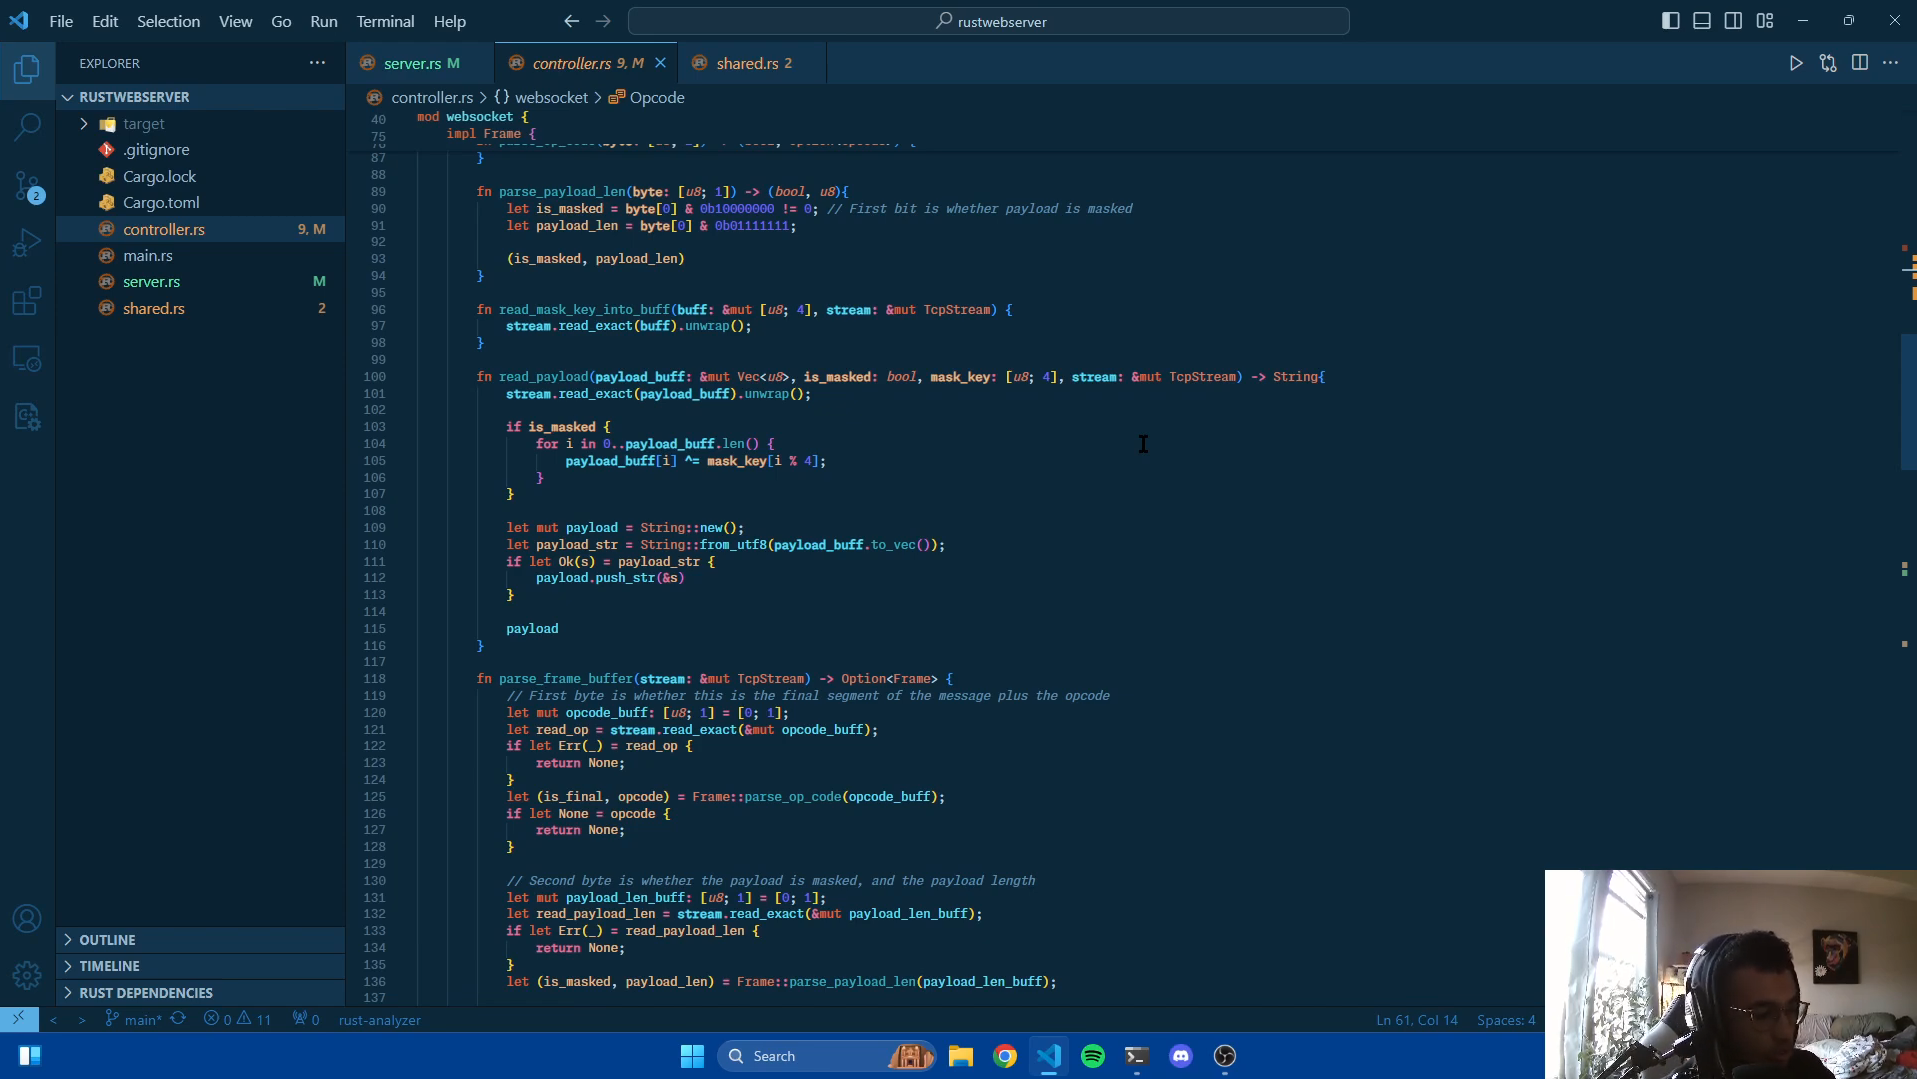 File Edit Selection View Go Run Terminal Help
rustwebserver
EXPLORER
server.rs M
controller.rs 9, M
shared.rs 2
RUSTWEBSERVER
target
.gitignore
Cargo.lock
Cargo.toml
controller.rs 9, M
main.rs
server.rs M
shared.rs 2
OUTLINE
TIMELINE
RUST DEPENDENCIES
controller.rs > {} websocket > Opcode
40 mod websocket {
75 impl Frame {
87 }
88
89 fn parse_payload_len(byte: [u8; 1]) -> (bool, u8){
90 let is_masked = byte[0] & 0b10000000 != 0; // First bit is whether payload is masked
91 let payload_len = byte[0] & 0b01111111;
92
93 (is_masked, payload_len)
94 }
95
96 fn read_mask_key_into_buff(buff: &mut [u8; 4], stream: &mut TcpStream) {
97 stream.read_exact(buff).unwrap();
98 }
99
100 fn read_payload(payload_buff: &mut Vec<u8>, is_masked: bool, mask_key: [u8; 4], stream: &mut TcpStream) -> String{
101 stream.read_exact(payload_buff).unwrap();
102
103 if is_masked {
104 for i in 0..payload_buff.len() {
105 payload_buff[i] ^= mask_key[i % 4];
106 }
107 }
108
109 let mut payload = String::new();
110 let payload_str = String::from_utf8(payload_buff.to_vec());
111 if let Ok(s) = payload_str {
112 payload.push_str(&s)
113 }
114
115 payload
116 }
117
118 fn parse_frame_buffer(stream: &mut TcpStream) -> Option<Frame> {
119 // First byte is whether this is the final segment of the message plus the opcode
120 let mut opcode_buff: [u8; 1] = [0; 1];
121 let read_op = stream.read_exact(&mut opcode_buff);
122 if let Err(_) = read_op {
123 return None;
124 }
125 let (is_final, opcode) = Frame::parse_op_code(opcode_buff);
126 if let None = opcode {
127 return None;
128 }
129
130 // Second byte is whether the payload is masked, and the payload length
131 let mut payload_len_buff: [u8; 1] = [0; 1];
132 let read_payload_len = stream.read_exact(&mut payload_len_buff);
133 if let Err(_) = read_payload_len {
134 return None;
135 }
136 let (is_masked, payload_len) = Frame::parse_payload_len(payload_len_buff);
137
2
< > main* 0 11 0 rust-analyzer
Ln 61, Col 14 Spaces: 4
Search